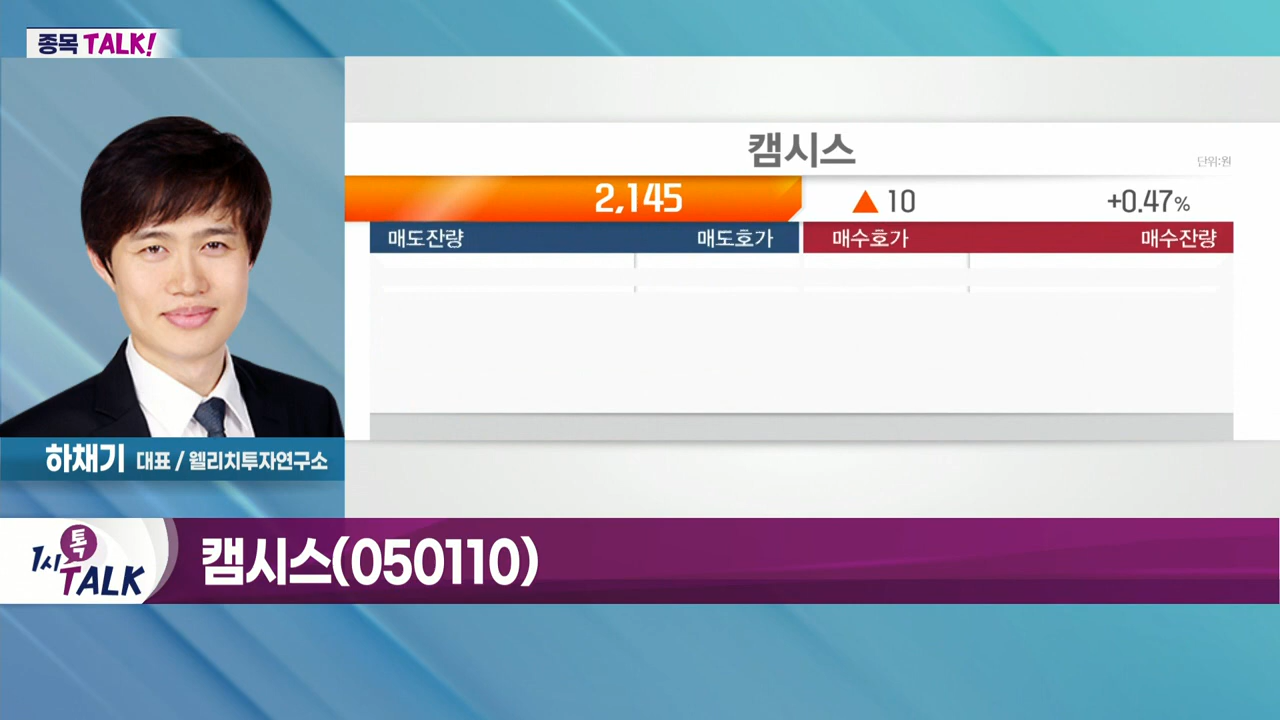 종목 TALK!
캠시스
단위:원
2,145 ▲ 10 +0.47%
매도잔량 매도호가 매수호가 매수잔량
하채기 대표 / 웰리치투자연구소
1시 톡 TALK
캠시스(050110)